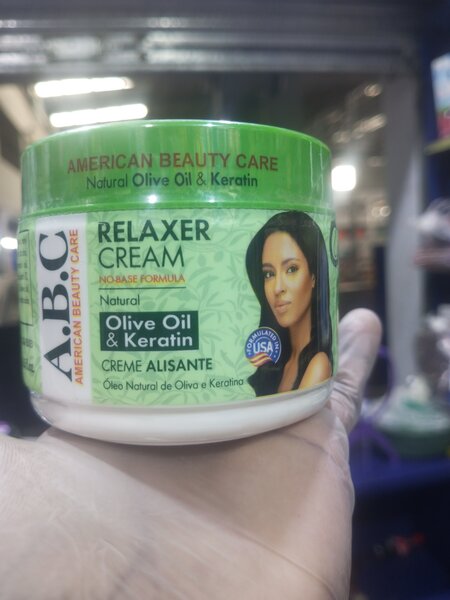 AMERICAN BEAUTY CARE
Natural Olive Oil & Keratin
A.B.C
AMERICAN BEAUTY CARE
RELAXER
CREAM
NO-BASE FORMULA
Natural
Olive Oil
& Keratin
CREME ALISANTE
Óleo Natural de Oliva e Keratina
FORMULATED IN
USA